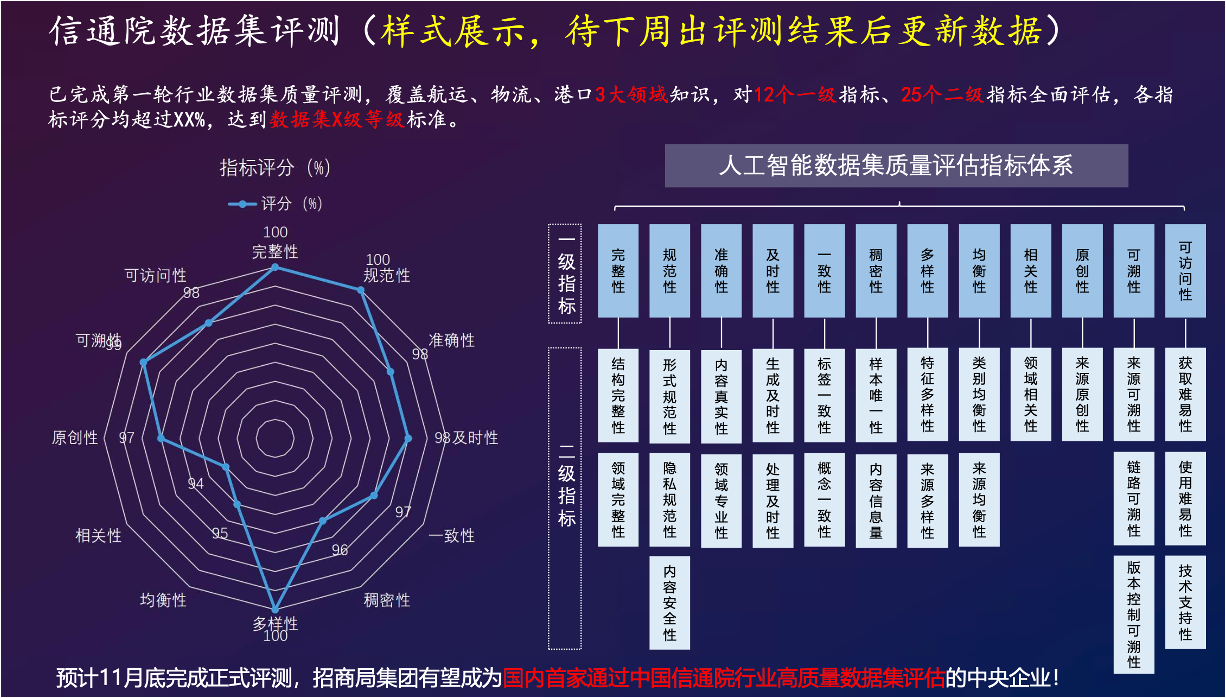 信通院数据集评测（样式展示，待下周出评测结果后更新数据）
已完成第一轮行业数据集质量评测，覆盖航运、物流、港口3大领域知识，对12个一级指标、25个二级指标全面评估，各指
标评分均超过XX%，达到数据集X级等级标准。
指标评分（%）
评分（%）
100
完整性
100
规范性
98
准确性
98
及时性
97
一致性
96
稠密性
多样性
100
95
均衡性
94
相关性
97
原创性
99
可溯性
98
可访问性
人工智能数据集质量评估指标体系
一级指标
完整性
规范性
准确性
及时性
一致性
稠密性
多样性
均衡性
相关性
原创性
可溯性
可访问性
二级指标
结构完整性
形式规范性
内容真实性
生成及时性
标签一致性
样本唯一性
特征多样性
类别均衡性
领域相关性
来源原创性
来源可溯性
获取难易性
领域完整性
隐私规范性
领域专业性
处理及时性
概念一致性
内容信息量
来源多样性
来源均衡性
链路可溯性
使用难易性
内容安全性
版本控制可溯性
技术支持性
预计11月底完成正式评测，招商局集团有望成为国内首家通过中国信通院行业高质量数据集评估的中央企业！